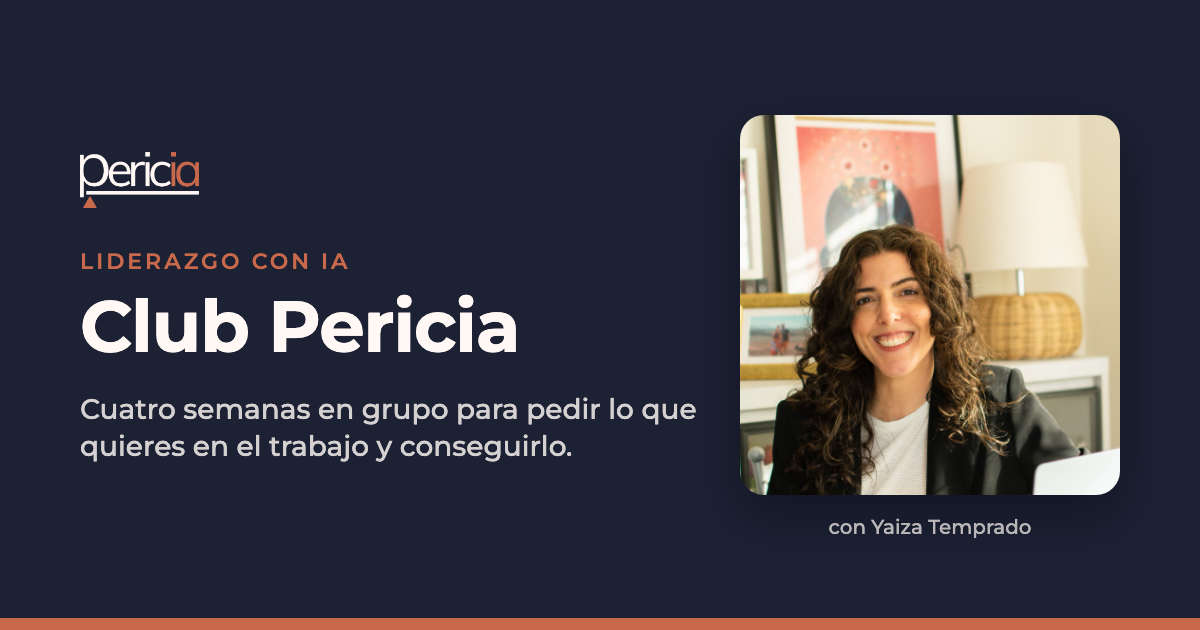 pericia
LIDERAZGO CON IA
Club Pericia
Cuatro semanas en grupo para pedir lo que
quieres en el trabajo y conseguirlo.
con Yaiza Temprado